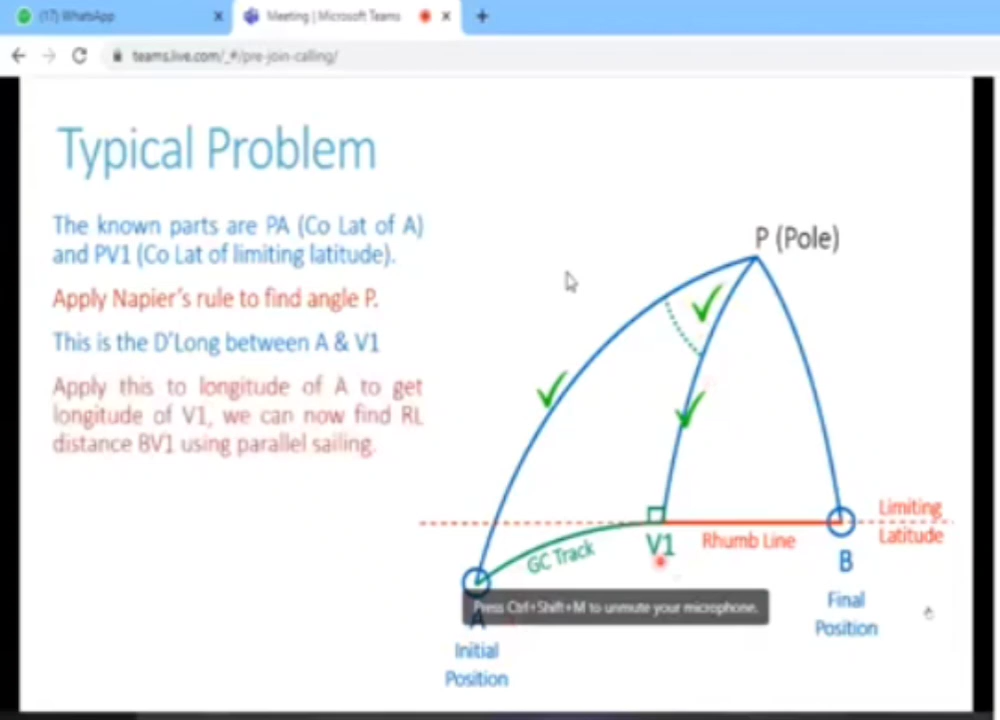 (17) WhatsApp
Meeting | Microsoft Teams
teams.live.com/_#/pre-join-calling/
Typical Problem
The known parts are PA (Co Lat of A)
and PV1 (Co Lat of limiting latitude).
Apply Napier's rule to find angle P.
This is the D'Long between A & V1
Apply this to longitude of A to get
longitude of V1, we can now find RL
distance BV1 using parallel sailing.
P (Pole)
Limiting
Latitude
GC Track
V1
Rhumb Line
B
Final
Position
Press Ctrl+Shift+M to unmute your microphone.
A
Initial
Position